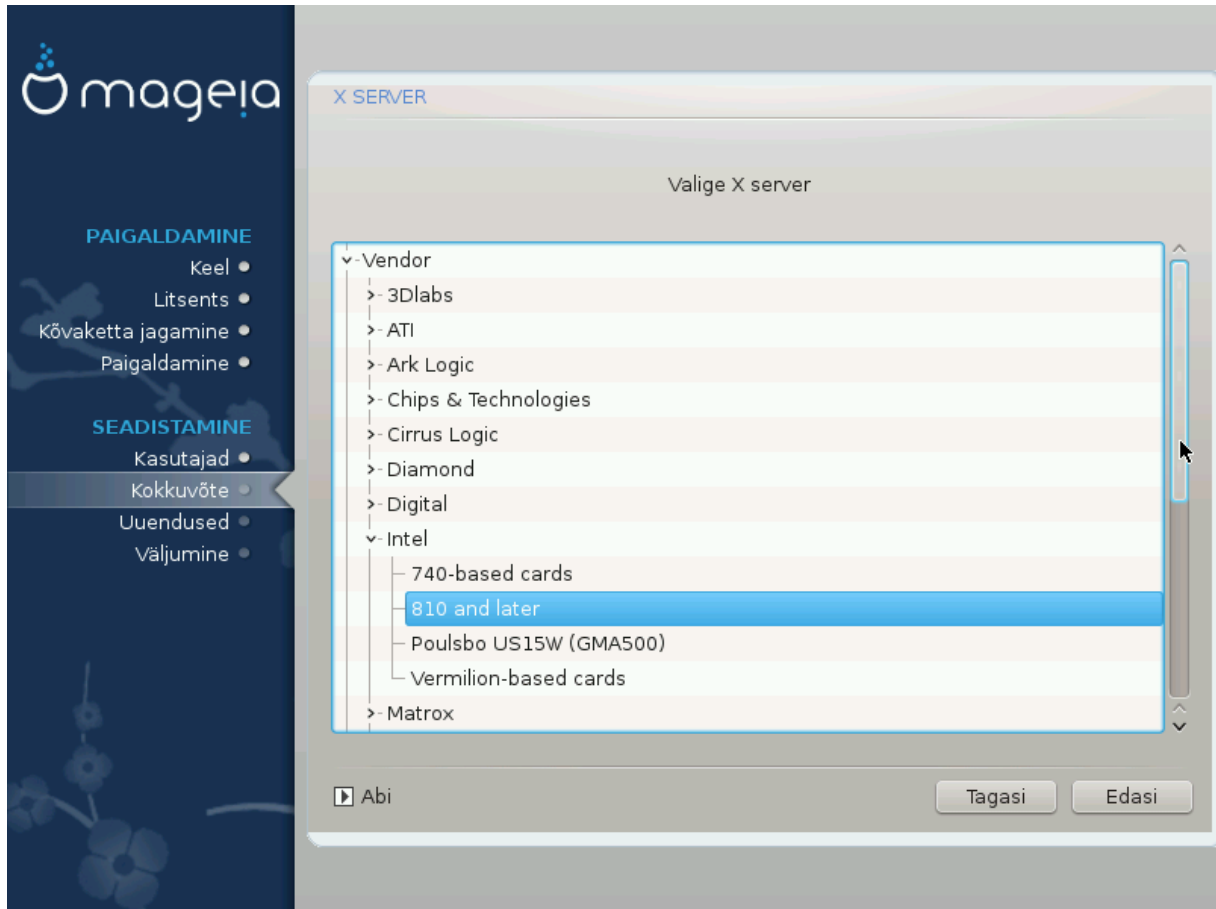 mageia
PAIGALDAMINE
Keel
Litsents
Kõvaketta jagamine
Paigaldamine
SEADISTAMINE
Kasutajad
Kokkuvõte
Uuendused
Väljumine
X SERVER
Valige X server
Vendor
3Dlabs
ATI
Ark Logic
Chips & Technologies
Cirrus Logic
Diamond
Digital
Intel
740-based cards
810 and later
Poulsbo US15W (GMA500)
Vermilion-based cards
Matrox
Abi
Tagasi
Edasi